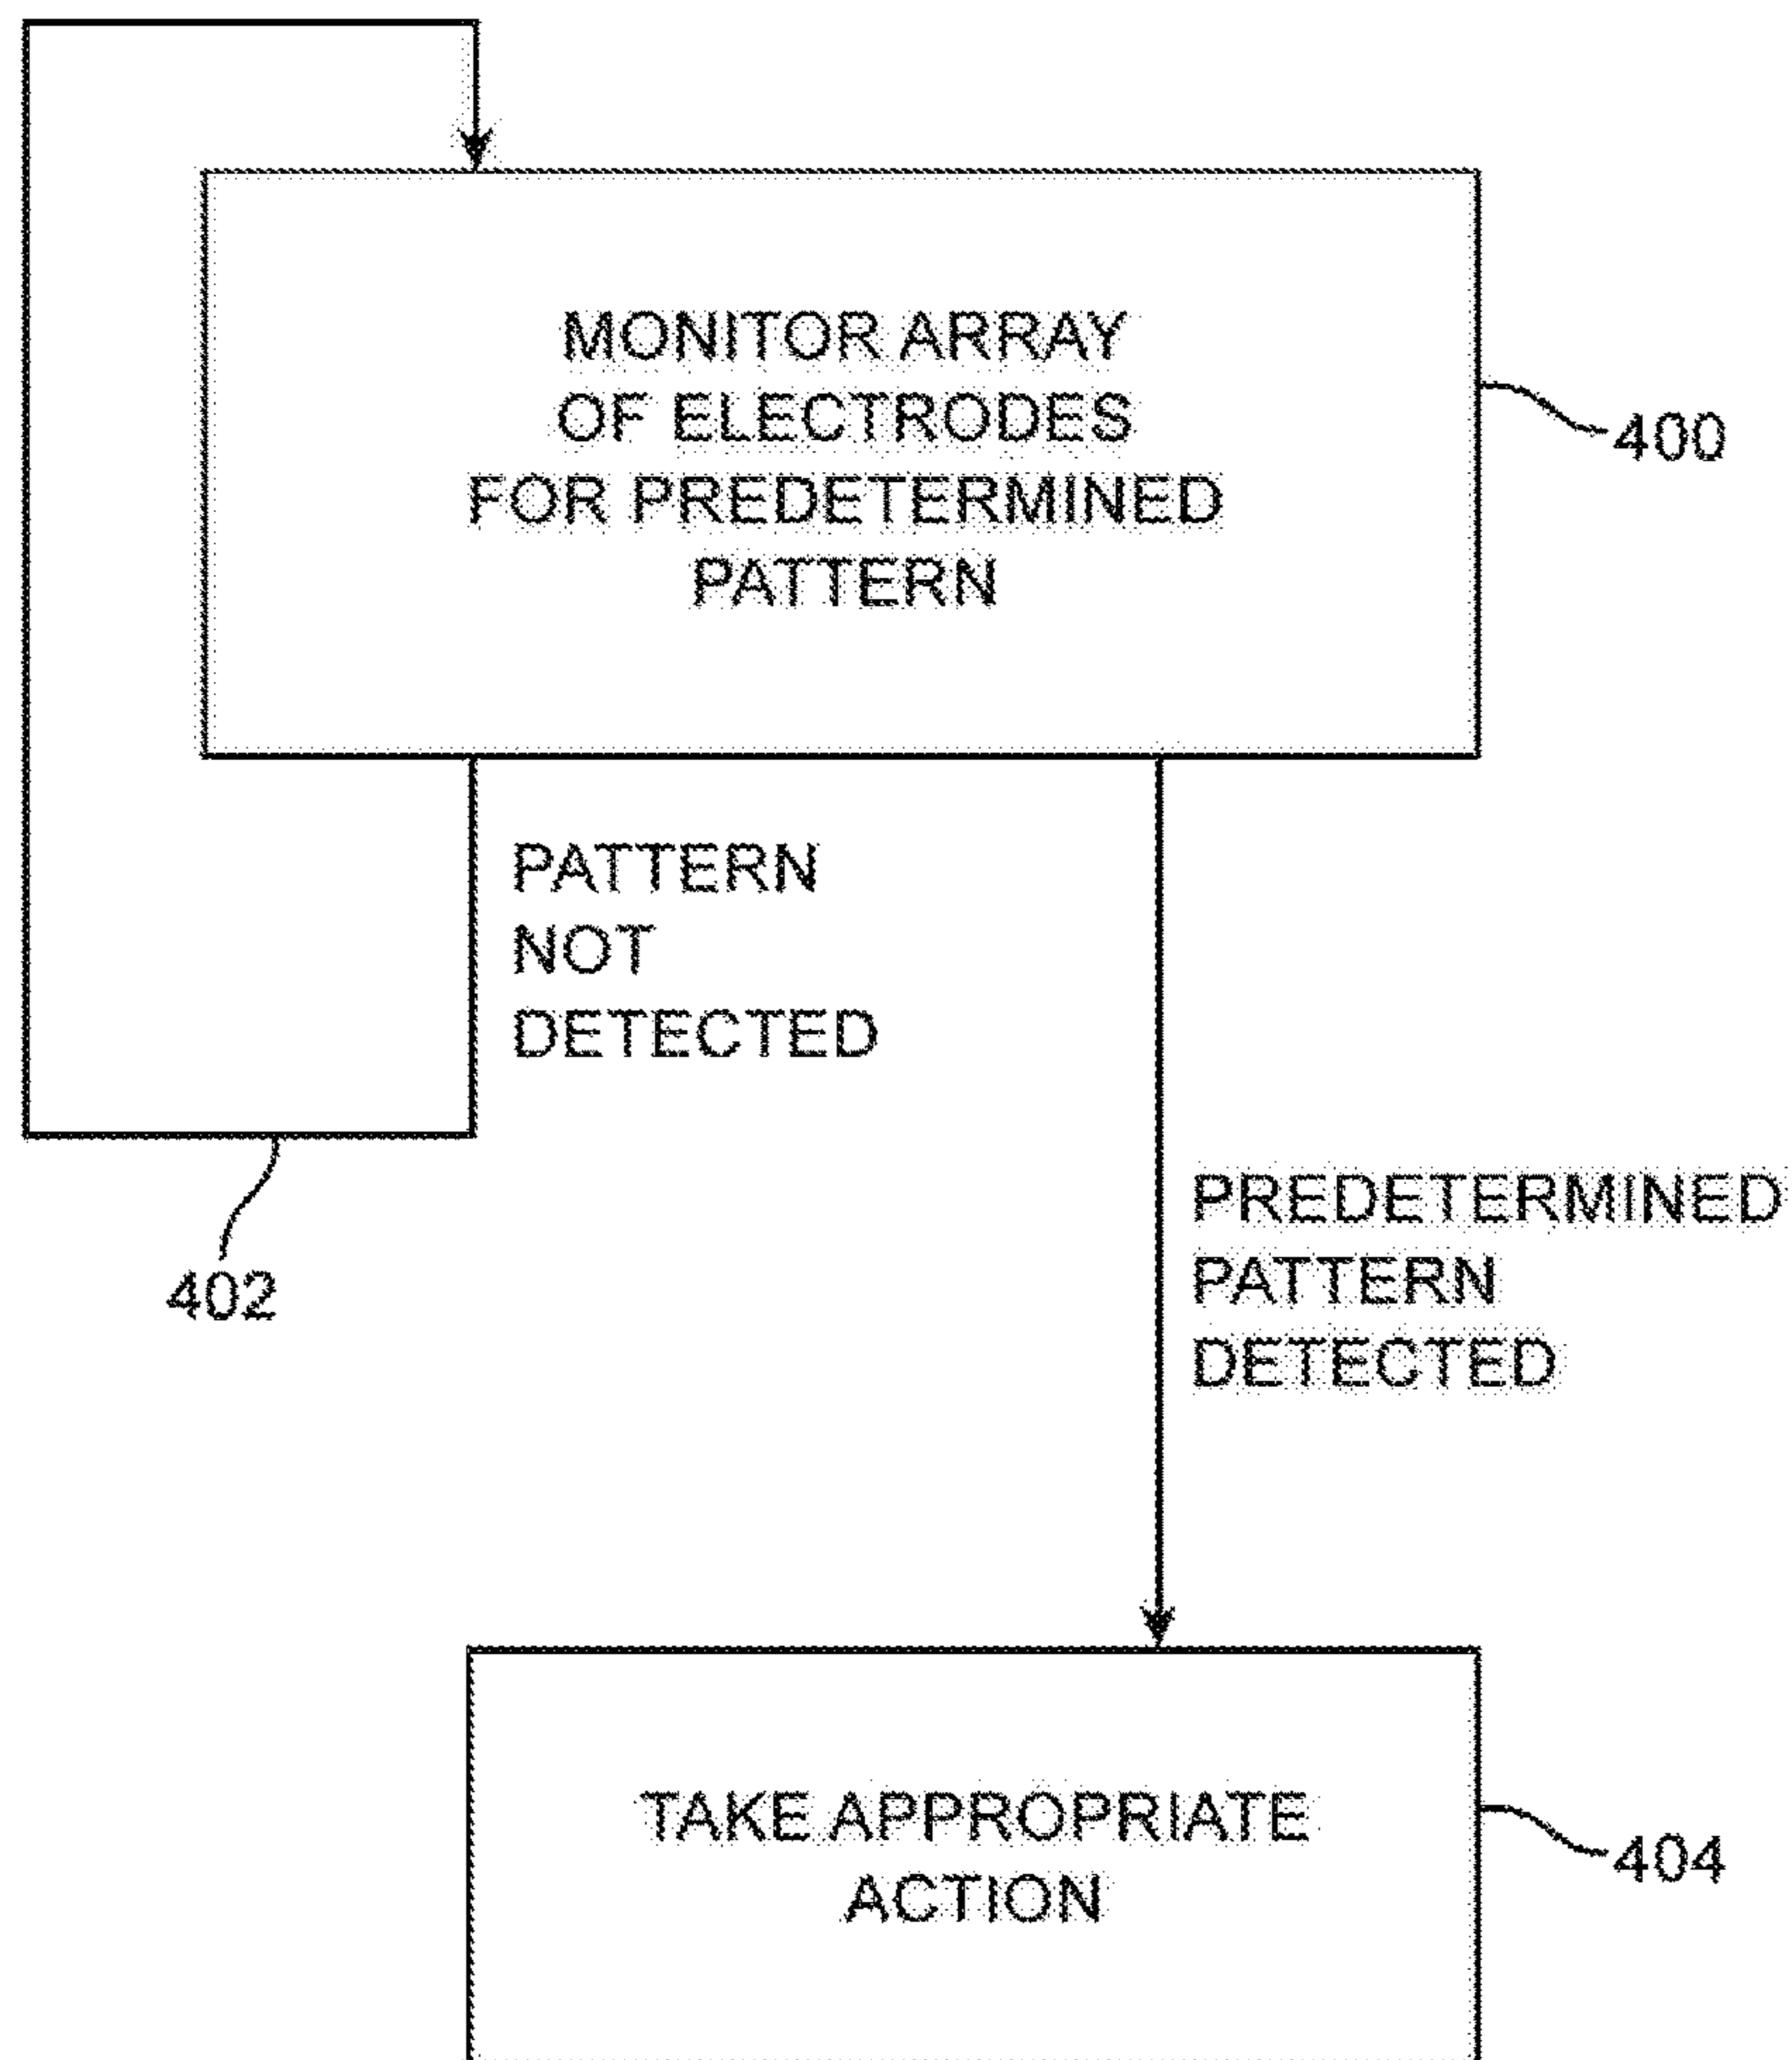 MONITOR ARRAY
OF ELECTRODES
FOR PREDETERMINED
PATTERN
400
PATTERN
NOT
DETECTED
402
PREDETERMINED
PATTERN
DETECTED
TAKE APPROPRIATE
ACTION
404